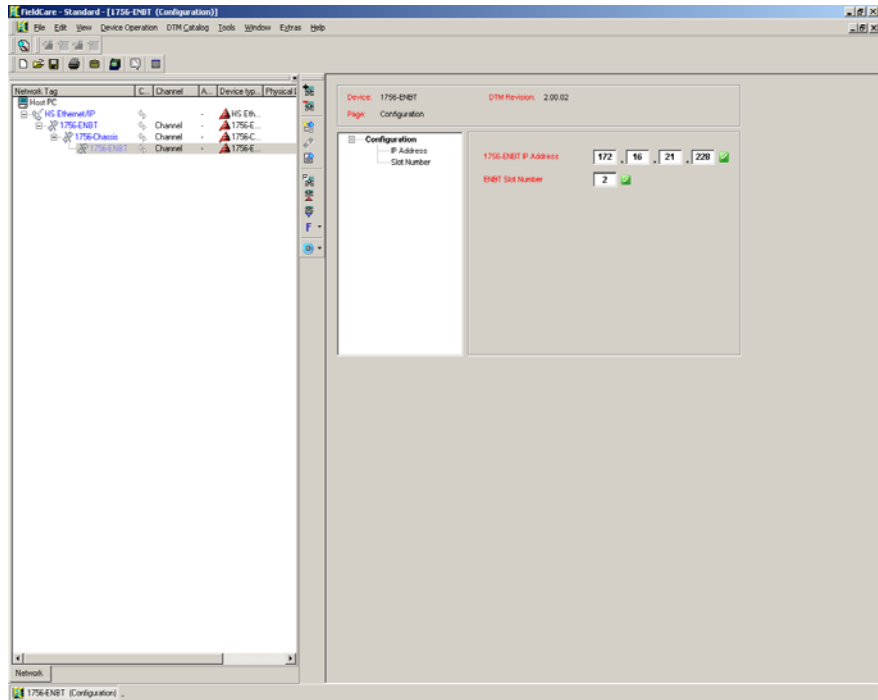 FieldCare - Standard - [1756-ENBT (Configuration)]
File Edit View Device Operation DTM Catalog Tools Window Extras Help
Network Tag C... Channel A... Device typ... Physical
Host PC
HS Ethernet/IP - HS Eth...
1756-ENBT Channel - 1756-E...
1756-Chassis Channel - 1756-C...
1756-ENBT Channel - 1756-E...
F
Network
Device: 1756-ENBT DTM Revision: 2.00.02
Page: Configuration
Configuration
IP Address
Slot Number
1756-ENBT IP Address 172 . 16 . 21 . 228
ENBT Slot Number 2
1756-ENBT (Configuration)